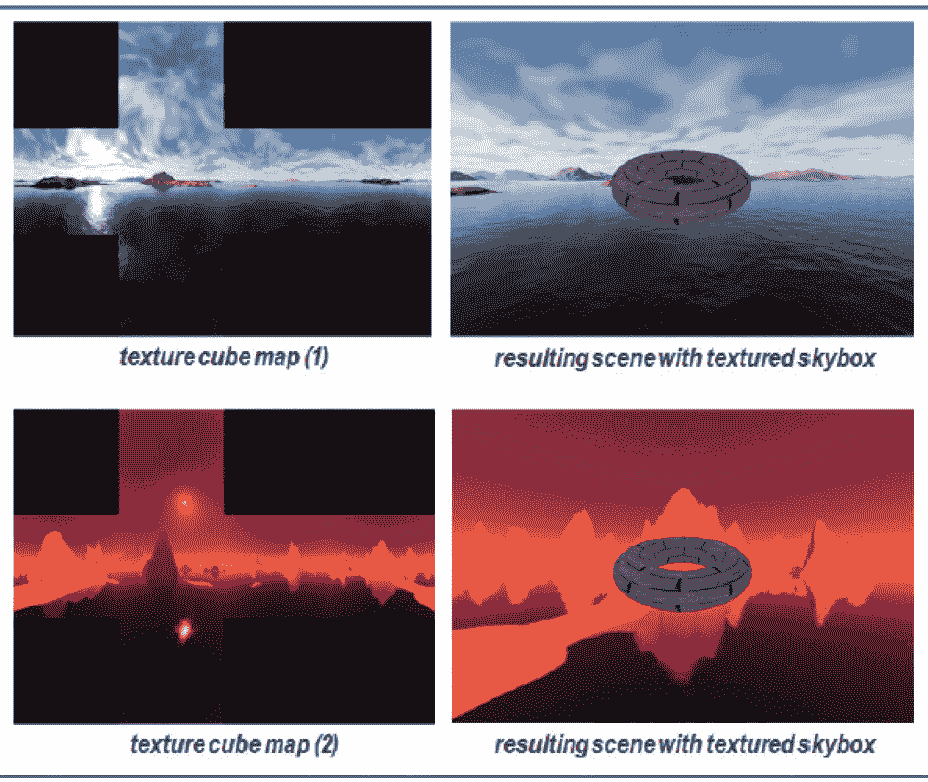 texture cube map (1)
resulting scene with textured skybox
texture cube map (2)
resulting scene with textured skybox